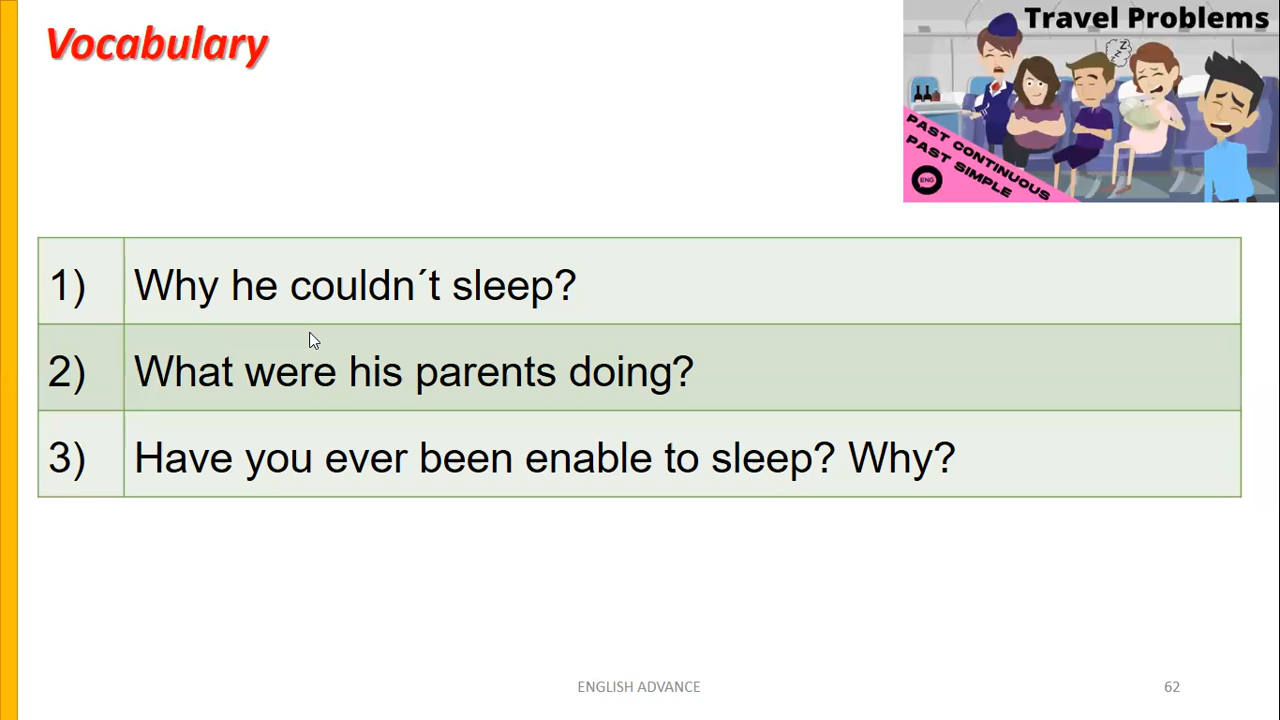 Vocabulary
Travel Problems
Z Z Z
PAST CONTINUOUS
PAST SIMPLE
ENG
1) Why he couldn´t sleep?
2) What were his parents doing?
3) Have you ever been enable to sleep? Why?
ENGLISH ADVANCE
62